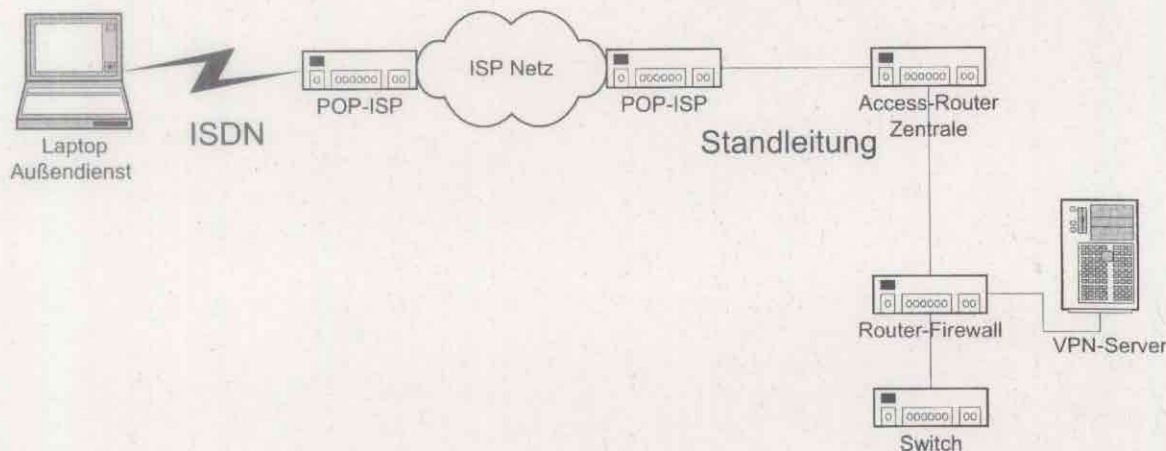 ISP Netz
POP-ISP
POP-ISP
Access-Router
Zentrale
Laptop
Außendienst
ISDN
Standleitung
Router-Firewall
VPN-Server
Switch